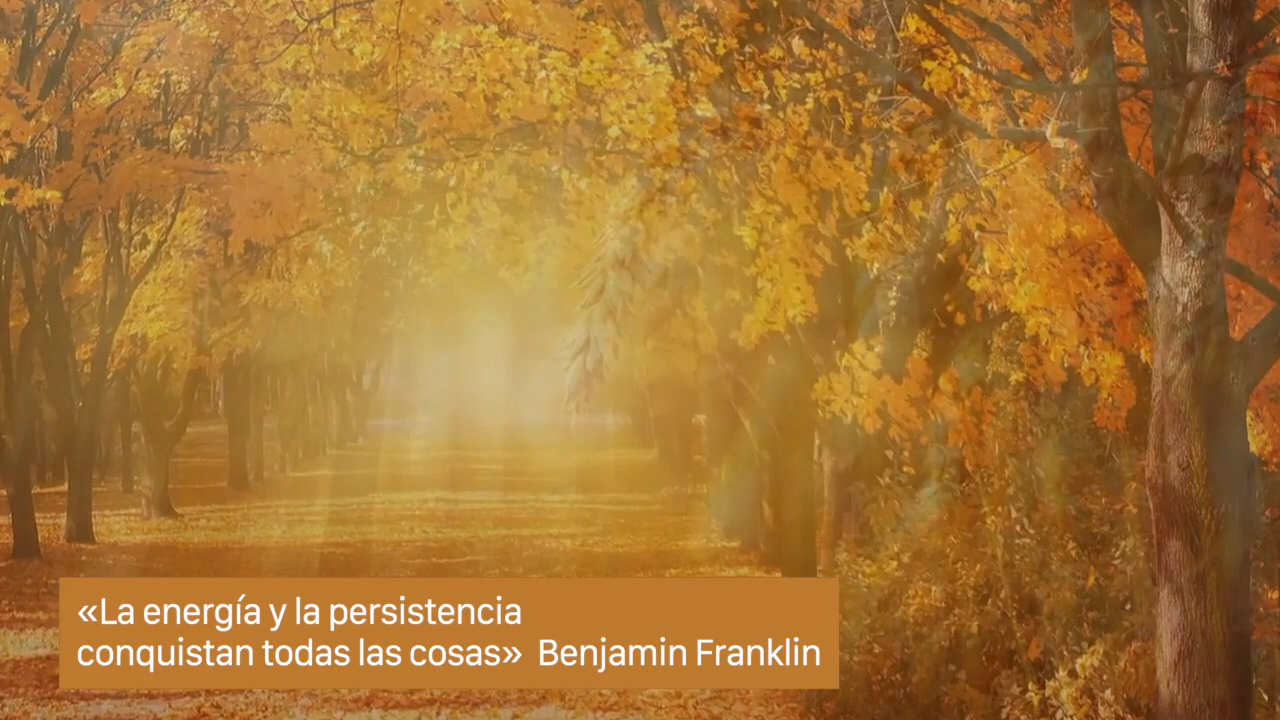 «La energía y la persistencia
conquistan todas las cosas» Benjamin Franklin